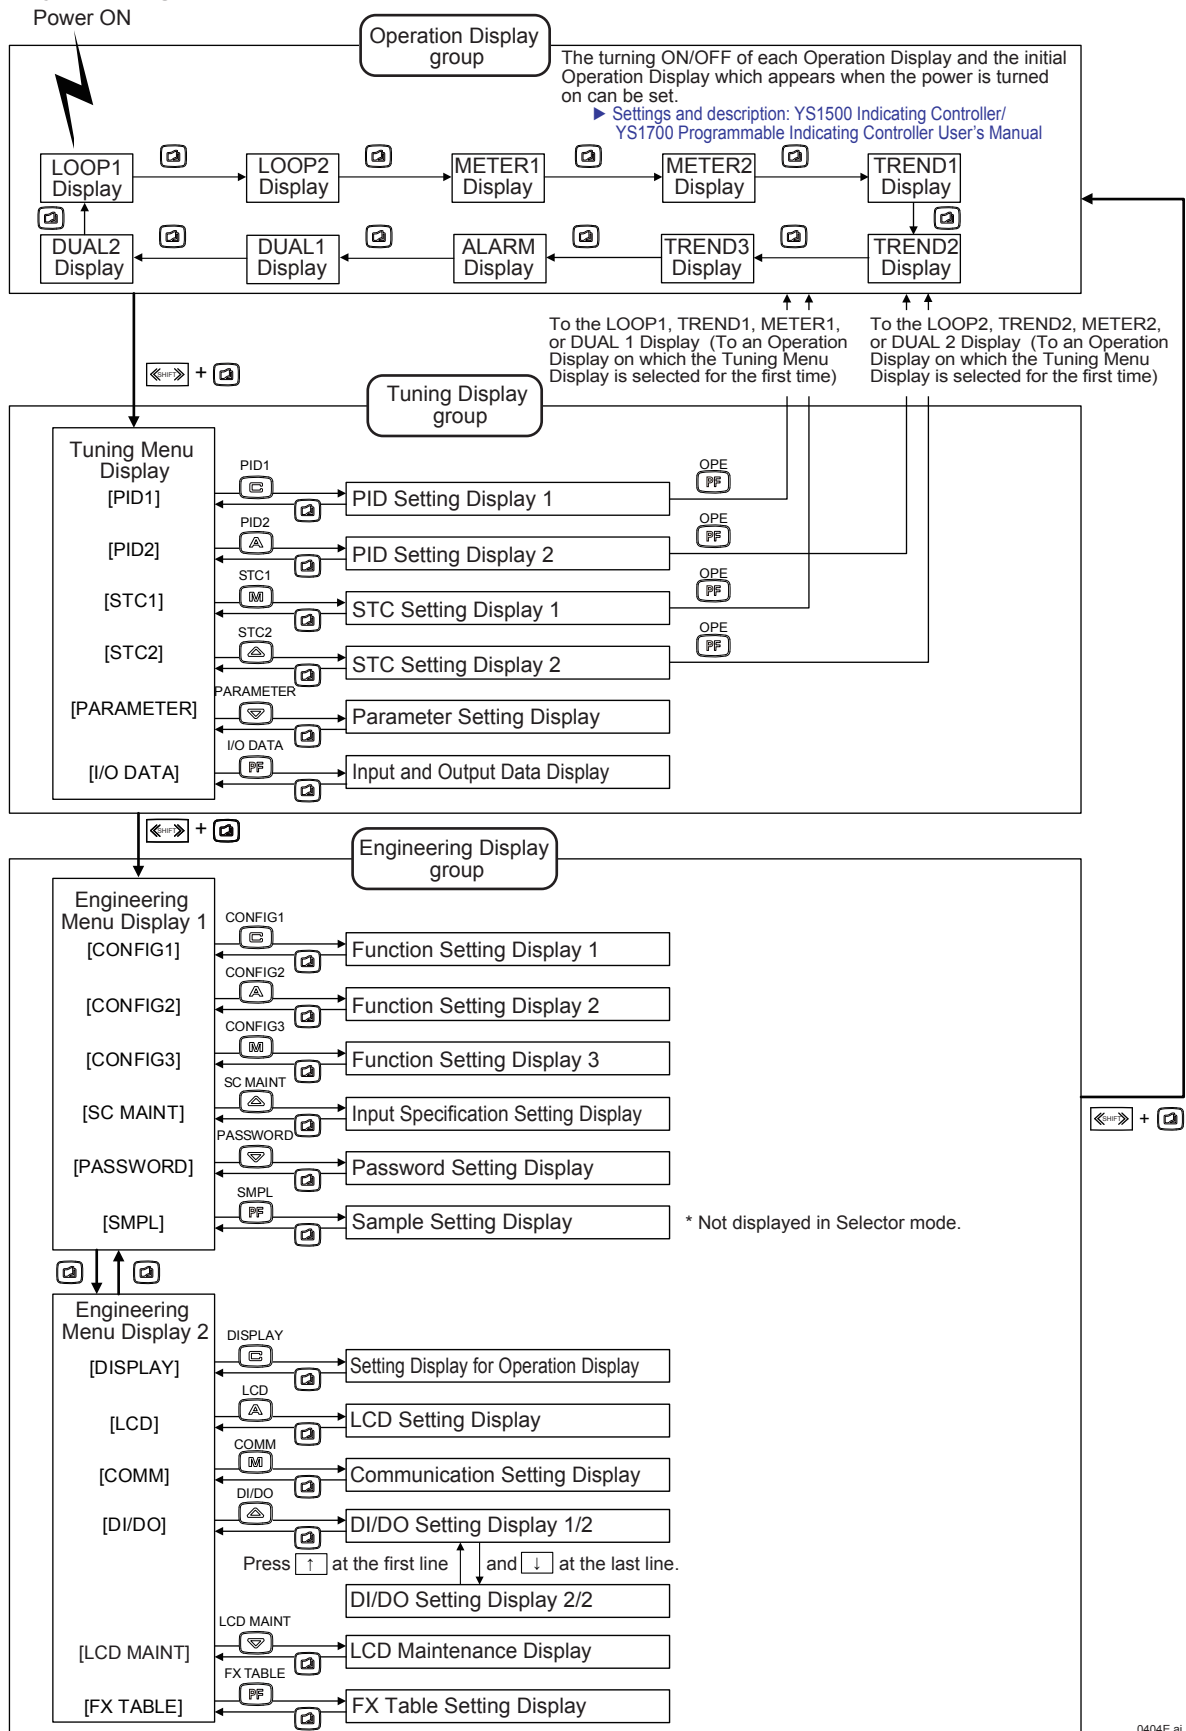 Power ON
Operation Display
group
The turning ON/OFF of each Operation Display and the initial
Operation Display which appears when the power is turned
on can be set.
► Settings and description: YS1500 Indicating Controller/
YS1700 Programmable Indicating Controller User's Manual
LOOP1
Display
LOOP2
Display
METER1
Display
METER2
Display
TREND1
Display
DUAL2
Display
DUAL1
Display
ALARM
Display
TREND3
Display
TREND2
Display
To the LOOP1, TREND1, METER1,
or DUAL 1 Display (To an Operation
Display on which the Tuning Menu
Display is selected for the first time)
To the LOOP2, TREND2, METER2,
or DUAL 2 Display (To an Operation
Display on which the Tuning Menu
Display is selected for the first time)
SHIFT +
Tuning Display
group
Tuning Menu
Display
[PID1]
PID1
C
PID Setting Display 1
OPE
PF
[PID2]
PID2
A
PID Setting Display 2
OPE
PF
[STC1]
STC1
M
STC Setting Display 1
OPE
PF
[STC2]
STC2
STC Setting Display 2
OPE
PF
[PARAMETER]
PARAMETER
Parameter Setting Display
[I/O DATA]
I/O DATA
PF
Input and Output Data Display
SHIFT +
Engineering Display
group
Engineering
Menu Display 1
[CONFIG1]
CONFIG1
C
Function Setting Display 1
[CONFIG2]
CONFIG2
A
Function Setting Display 2
[CONFIG3]
CONFIG3
M
Function Setting Display 3
[SC MAINT]
SC MAINT
Input Specification Setting Display
SHIFT +
[PASSWORD]
PASSWORD
Password Setting Display
[SMPL]
SMPL
PF
Sample Setting Display
* Not displayed in Selector mode.
Engineering
Menu Display 2
[DISPLAY]
DISPLAY
C
Setting Display for Operation Display
[LCD]
LCD
A
LCD Setting Display
[COMM]
COMM
M
Communication Setting Display
[DI/DO]
DI/DO
DI/DO Setting Display 1/2
Press ↑ at the first line and ↓ at the last line.
DI/DO Setting Display 2/2
[LCD MAINT]
LCD MAINT
LCD Maintenance Display
[FX TABLE]
FX TABLE
PF
FX Table Setting Display
0404E.ai